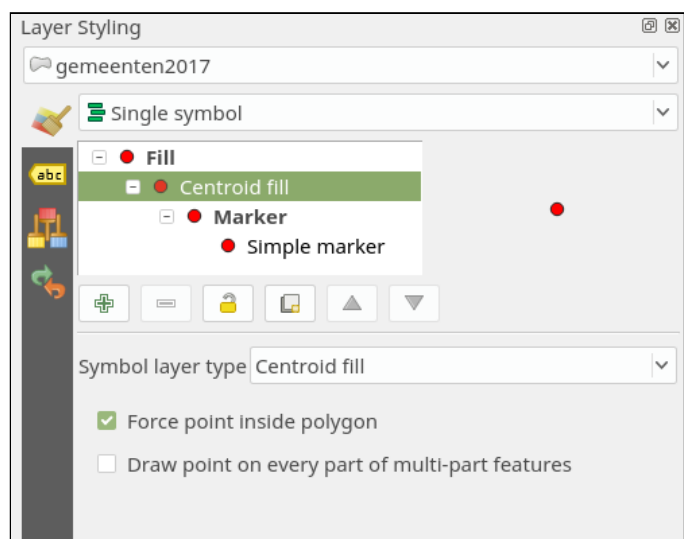 Layer Styling
gemeenten2017
Single symbol
Fill
abc
Centroid fill
Marker
Simple marker
Symbol layer type Centroid fill
Force point inside polygon
Draw point on every part of multi-part features